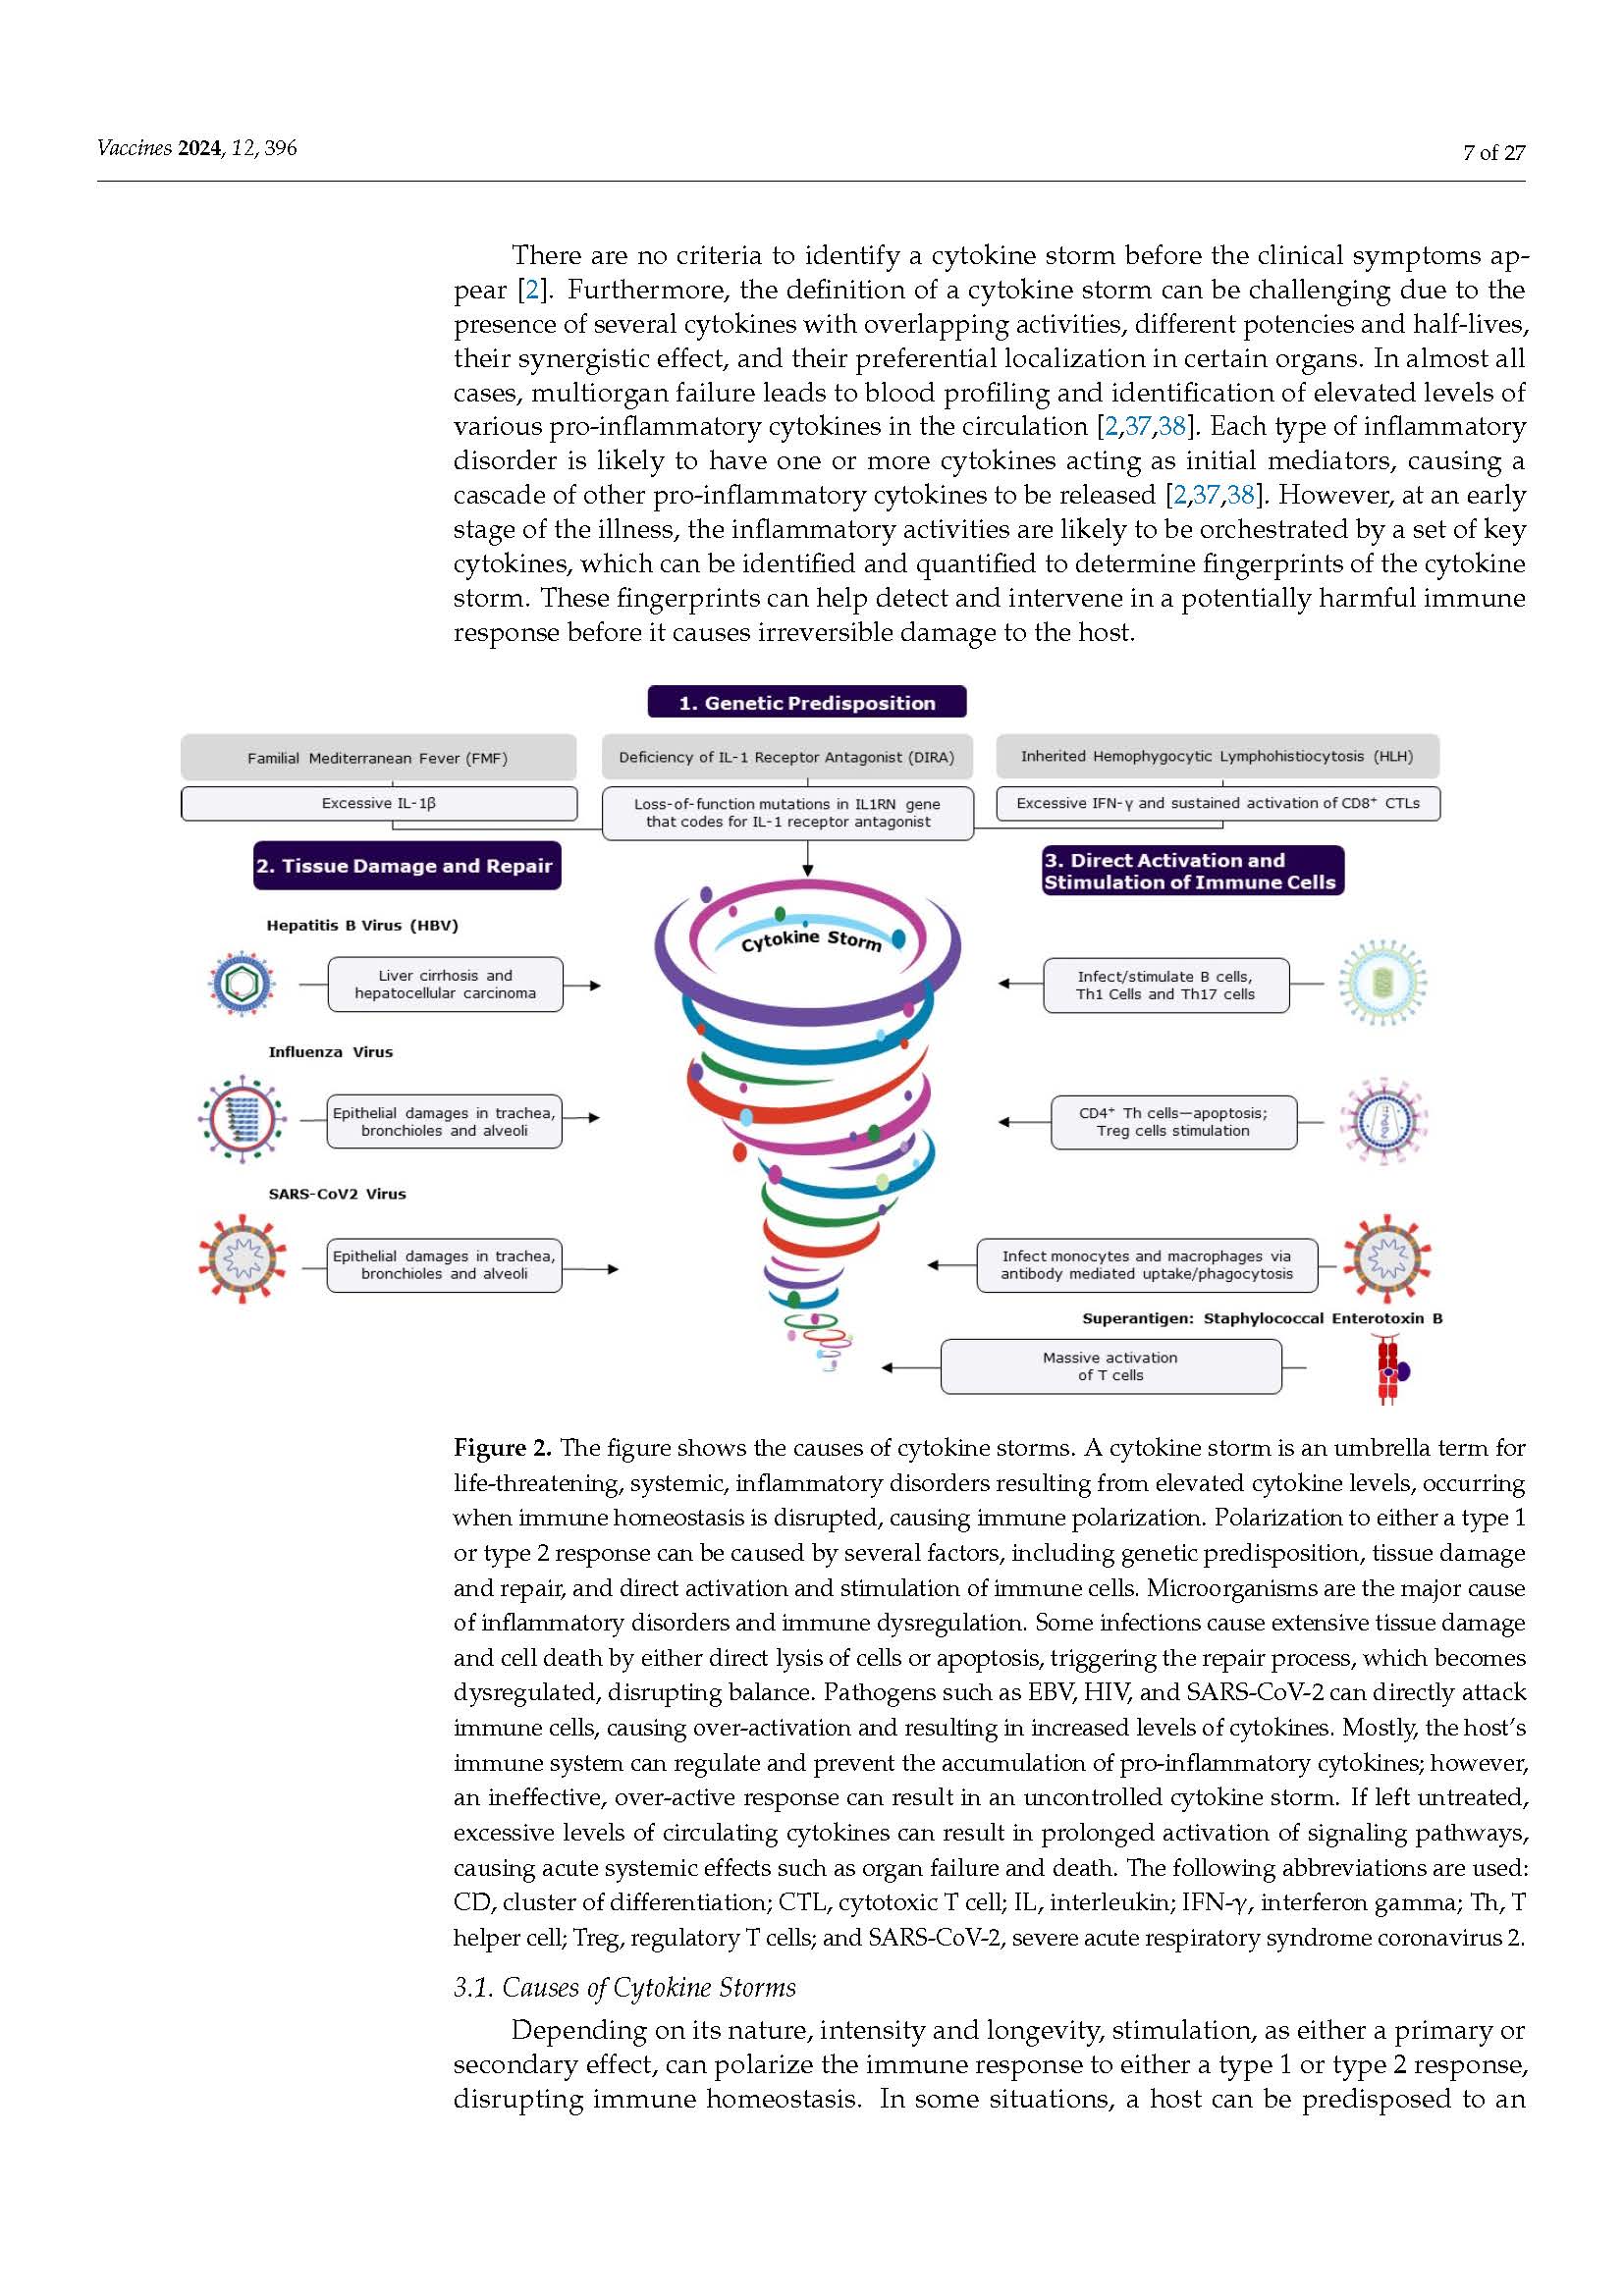 Vaccines 2024, 12, 396
7 of 27
There are no criteria to identify a cytokine storm before the clinical symptoms ap-
pear [2]. Furthermore, the definition of a cytokine storm can be challenging due to the
presence of several cytokines with overlapping activities, different potencies and half-lives,
their synergistic effect, and their preferential localization in certain organs. In almost all
cases, multiorgan failure leads to blood profiling and identification of elevated levels of
various pro-inflammatory cytokines in the circulation [2,37,38]. Each type of inflammatory
disorder is likely to have one or more cytokines acting as initial mediators, causing a
cascade of other pro-inflammatory cytokines to be released [2,37,38]. However, at an early
stage of the illness, the inflammatory activities are likely to be orchestrated by a set of key
cytokines, which can be identified and quantified to determine fingerprints of the cytokine
storm. These fingerprints can help detect and intervene in a potentially harmful immune
response before it causes irreversible damage to the host.
1. Genetic Predisposition
Familial Mediterranean Fever (FMF)
Deficiency of IL-1 Receptor Antagonist (DIRA)
Inherited Hemophygocytic Lymphohistiocytosis (HLH)
Excessive IL-1β
Loss-of-function mutations in IL1RN gene
that codes for IL-1 receptor antagonist
Excessive IFN-γ and sustained activation of CD8⁺ CTLs
2. Tissue Damage and Repair
3. Direct Activation and
Stimulation of Immune Cells
Cytokine Storm
Hepatitis B Virus (HBV)
Liver cirrhosis and
hepatocellular carcinoma
Infect/stimulate B cells,
Th1 Cells and Th17 cells
Influenza Virus
Epithelial damages in trachea,
bronchioles and alveoli
CD4⁺ Th cells—apoptosis;
Treg cells stimulation
SARS-CoV2 Virus
Epithelial damages in trachea,
bronchioles and alveoli
Infect monocytes and macrophages via
antibody mediated uptake/phagocytosis
Superantigen: Staphylococcal Enterotoxin B
Massive activation
of T cells
Figure 2. The figure shows the causes of cytokine storms. A cytokine storm is an umbrella term for
life-threatening, systemic, inflammatory disorders resulting from elevated cytokine levels, occurring
when immune homeostasis is disrupted, causing immune polarization. Polarization to either a type 1
or type 2 response can be caused by several factors, including genetic predisposition, tissue damage
and repair, and direct activation and stimulation of immune cells. Microorganisms are the major cause
of inflammatory disorders and immune dysregulation. Some infections cause extensive tissue damage
and cell death by either direct lysis of cells or apoptosis, triggering the repair process, which becomes
dysregulated, disrupting balance. Pathogens such as EBV, HIV, and SARS-CoV-2 can directly attack
immune cells, causing over-activation and resulting in increased levels of cytokines. Mostly, the host's
immune system can regulate and prevent the accumulation of pro-inflammatory cytokines; however,
an ineffective, over-active response can result in an uncontrolled cytokine storm. If left untreated,
excessive levels of circulating cytokines can result in prolonged activation of signaling pathways,
causing acute systemic effects such as organ failure and death. The following abbreviations are used:
CD, cluster of differentiation; CTL, cytotoxic T cell; IL, interleukin; IFN-γ, interferon gamma; Th, T
helper cell; Treg, regulatory T cells; and SARS-CoV-2, severe acute respiratory syndrome coronavirus 2.
3.1. Causes of Cytokine Storms
Depending on its nature, intensity and longevity, stimulation, as either a primary or
secondary effect, can polarize the immune response to either a type 1 or type 2 response,
disrupting immune homeostasis. In some situations, a host can be predisposed to an